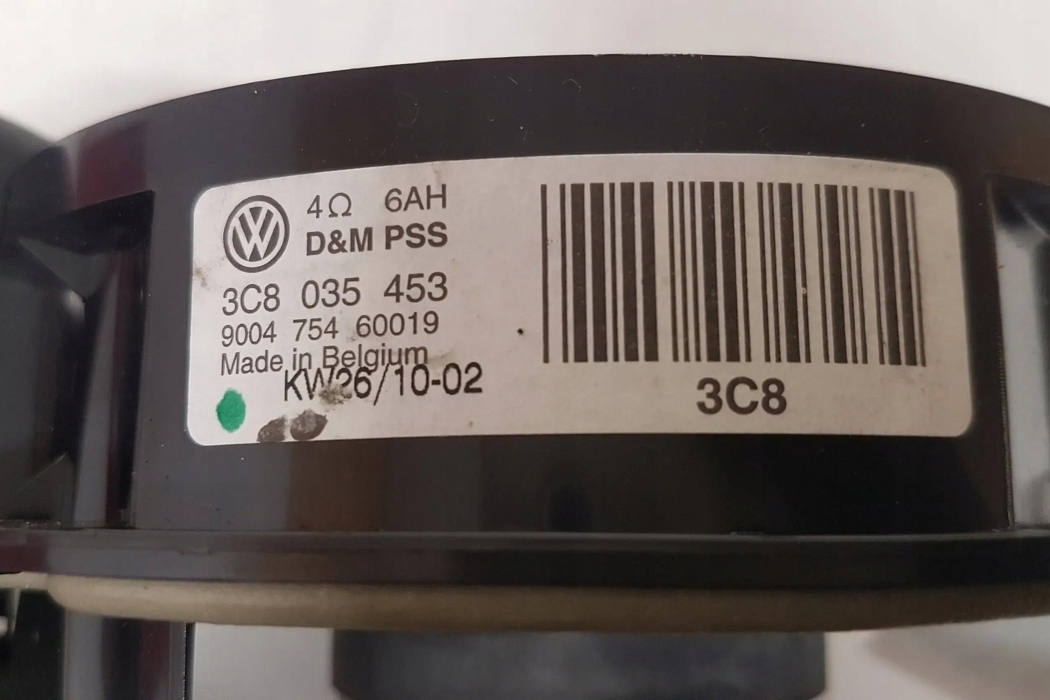 4Ω 6AH
D&M PSS
3C8 035 453
9004 754 60019
Made in Belgium
KW26/10-02
3C8